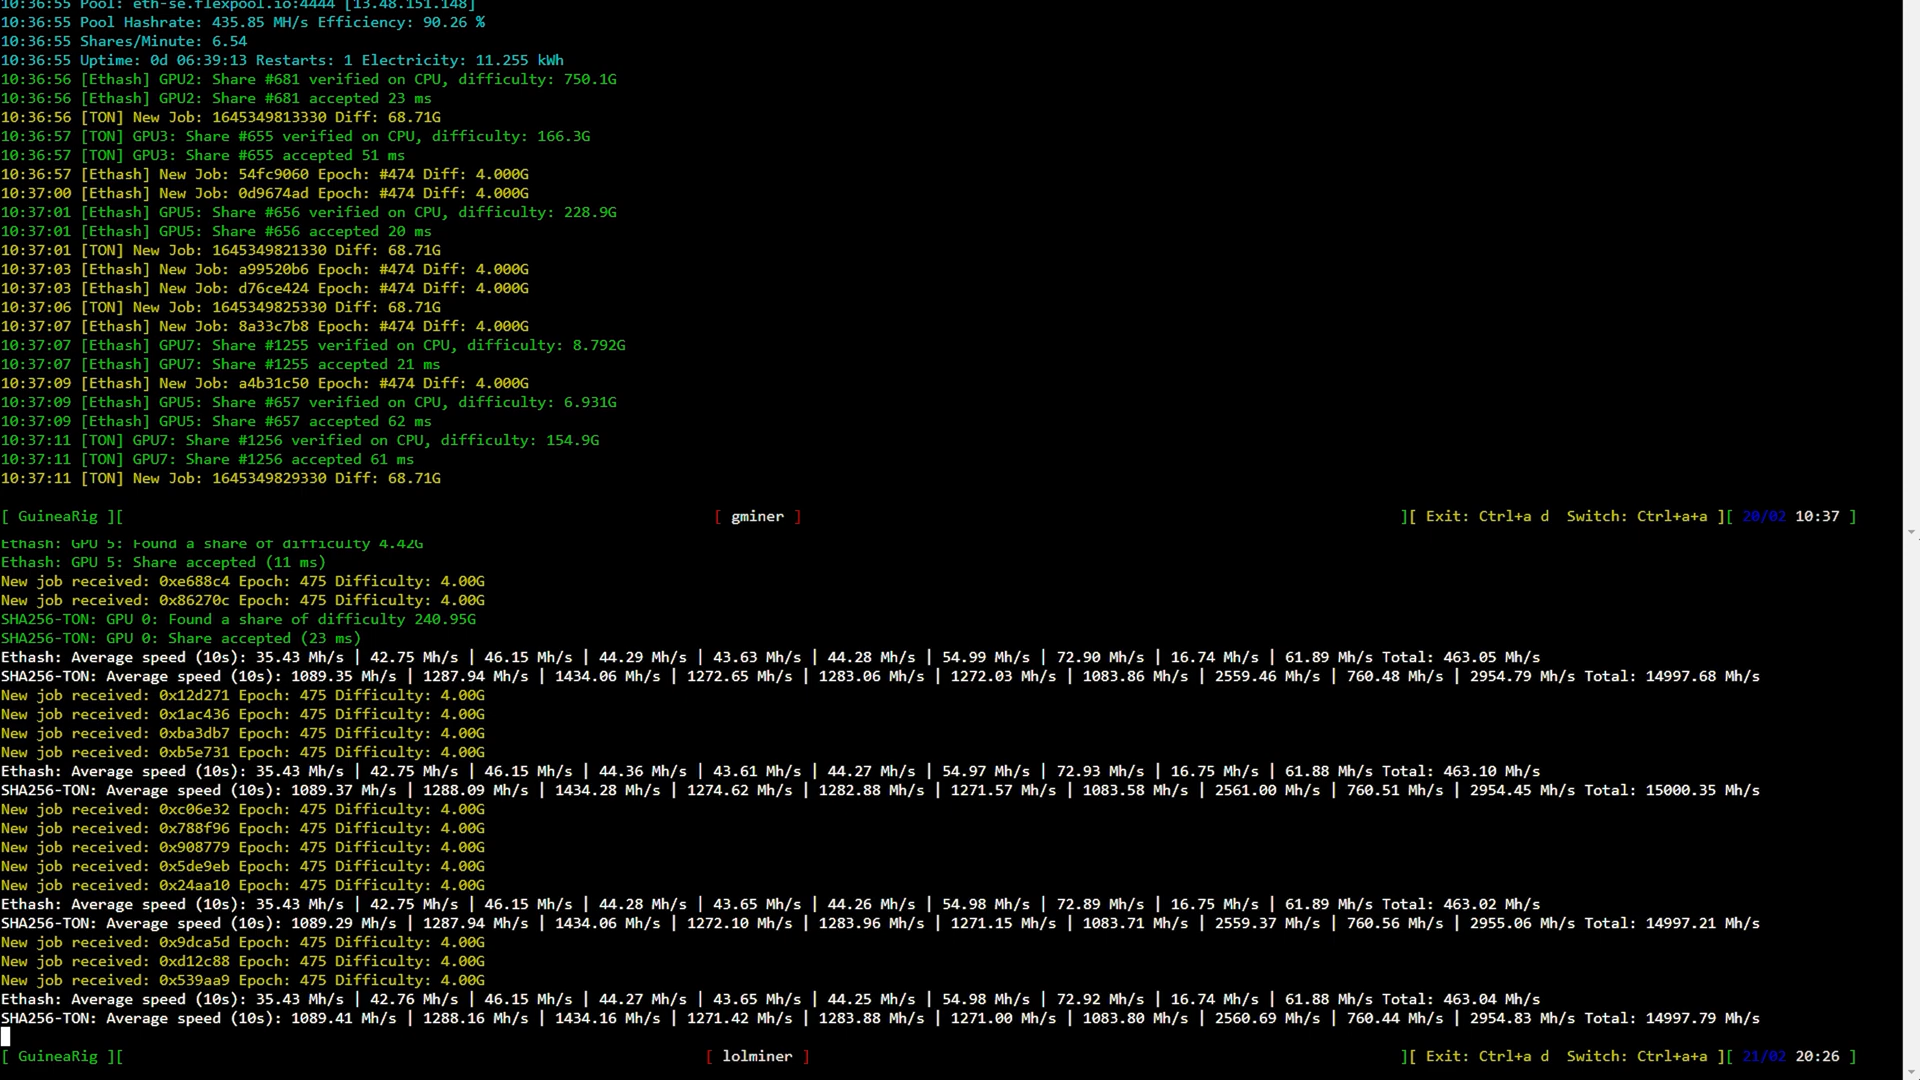 10:36:55 Pool: eth-se.flexpool.io:4444 [13.48.151.148]
10:36:55 Pool Hashrate: 435.85 MH/s Efficiency: 90.26 %
10:36:55 Shares/Minute: 6.54
10:36:55 Uptime: 0d 06:39:13 Restarts: 1 Electricity: 11.255 kWh
10:36:56 [Ethash] GPU2: Share #681 verified on CPU, difficulty: 750.1G
10:36:56 [Ethash] GPU2: Share #681 accepted 23 ms
10:36:56 [TON] New Job: 1645349813330 Diff: 68.71G
10:36:57 [TON] GPU3: Share #655 verified on CPU, difficulty: 166.3G
10:36:57 [TON] GPU3: Share #655 accepted 51 ms
10:36:57 [Ethash] New Job: 54fc9060 Epoch: #474 Diff: 4.000G
10:37:00 [Ethash] New Job: 0d9674ad Epoch: #474 Diff: 4.000G
10:37:01 [Ethash] GPU5: Share #656 verified on CPU, difficulty: 228.9G
10:37:01 [Ethash] GPU5: Share #656 accepted 20 ms
10:37:01 [TON] New Job: 1645349821330 Diff: 68.71G
10:37:03 [Ethash] New Job: a99520b6 Epoch: #474 Diff: 4.000G
10:37:03 [Ethash] New Job: d76ce424 Epoch: #474 Diff: 4.000G
10:37:06 [TON] New Job: 1645349825330 Diff: 68.71G
10:37:07 [Ethash] New Job: 8a33c7b8 Epoch: #474 Diff: 4.000G
10:37:07 [Ethash] GPU7: Share #1255 verified on CPU, difficulty: 8.792G
10:37:07 [Ethash] GPU7: Share #1255 accepted 21 ms
10:37:09 [Ethash] New Job: a4b31c50 Epoch: #474 Diff: 4.000G
10:37:09 [Ethash] GPU5: Share #657 verified on CPU, difficulty: 6.931G
10:37:09 [Ethash] GPU5: Share #657 accepted 62 ms
10:37:11 [TON] GPU7: Share #1256 verified on CPU, difficulty: 154.9G
10:37:11 [TON] GPU7: Share #1256 accepted 61 ms
10:37:11 [TON] New Job: 1645349829330 Diff: 68.71G
[ GuineaRig ][ [ gminer ] ][ Exit: Ctrl+a d  Switch: Ctrl+a+a ][ 20/02 10:37 ]
Ethash: GPU 5: Found a share of difficulty 4.42G
Ethash: GPU 5: Share accepted (11 ms)
New job received: 0xe688c4 Epoch: 475 Difficulty: 4.00G
New job received: 0x86270c Epoch: 475 Difficulty: 4.00G
SHA256-TON: GPU 0: Found a share of difficulty 240.95G
SHA256-TON: GPU 0: Share accepted (23 ms)
Ethash: Average speed (10s): 35.43 Mh/s | 42.75 Mh/s | 46.15 Mh/s | 44.29 Mh/s | 43.63 Mh/s | 44.28 Mh/s | 54.99 Mh/s | 72.90 Mh/s | 16.74 Mh/s | 61.89 Mh/s Total: 463.05 Mh/s
SHA256-TON: Average speed (10s): 1089.35 Mh/s | 1287.94 Mh/s | 1434.06 Mh/s | 1272.65 Mh/s | 1283.06 Mh/s | 1272.03 Mh/s | 1083.86 Mh/s | 2559.46 Mh/s | 760.48 Mh/s | 2954.79 Mh/s Total: 14997.68 Mh/s
New job received: 0x12d271 Epoch: 475 Difficulty: 4.00G
New job received: 0x1ac436 Epoch: 475 Difficulty: 4.00G
New job received: 0xba3db7 Epoch: 475 Difficulty: 4.00G
New job received: 0xb5e731 Epoch: 475 Difficulty: 4.00G
Ethash: Average speed (10s): 35.43 Mh/s | 42.75 Mh/s | 46.15 Mh/s | 44.36 Mh/s | 43.61 Mh/s | 44.27 Mh/s | 54.97 Mh/s | 72.93 Mh/s | 16.75 Mh/s | 61.88 Mh/s Total: 463.10 Mh/s
SHA256-TON: Average speed (10s): 1089.37 Mh/s | 1288.09 Mh/s | 1434.28 Mh/s | 1274.62 Mh/s | 1282.88 Mh/s | 1271.57 Mh/s | 1083.58 Mh/s | 2561.00 Mh/s | 760.51 Mh/s | 2954.45 Mh/s Total: 15000.35 Mh/s
New job received: 0xc06e32 Epoch: 475 Difficulty: 4.00G
New job received: 0x788f96 Epoch: 475 Difficulty: 4.00G
New job received: 0x908779 Epoch: 475 Difficulty: 4.00G
New job received: 0x5de9eb Epoch: 475 Difficulty: 4.00G
New job received: 0x24aa10 Epoch: 475 Difficulty: 4.00G
Ethash: Average speed (10s): 35.43 Mh/s | 42.75 Mh/s | 46.15 Mh/s | 44.28 Mh/s | 43.65 Mh/s | 44.26 Mh/s | 54.98 Mh/s | 72.89 Mh/s | 16.75 Mh/s | 61.89 Mh/s Total: 463.02 Mh/s
SHA256-TON: Average speed (10s): 1089.29 Mh/s | 1287.94 Mh/s | 1434.06 Mh/s | 1272.10 Mh/s | 1283.96 Mh/s | 1271.15 Mh/s | 1083.71 Mh/s | 2559.37 Mh/s | 760.56 Mh/s | 2955.06 Mh/s Total: 14997.21 Mh/s
New job received: 0x9dca5d Epoch: 475 Difficulty: 4.00G
New job received: 0xd12c88 Epoch: 475 Difficulty: 4.00G
New job received: 0x539aa9 Epoch: 475 Difficulty: 4.00G
Ethash: Average speed (10s): 35.43 Mh/s | 42.76 Mh/s | 46.15 Mh/s | 44.27 Mh/s | 43.65 Mh/s | 44.25 Mh/s | 54.98 Mh/s | 72.92 Mh/s | 16.74 Mh/s | 61.88 Mh/s Total: 463.04 Mh/s
SHA256-TON: Average speed (10s): 1089.41 Mh/s | 1288.16 Mh/s | 1434.16 Mh/s | 1271.42 Mh/s | 1283.88 Mh/s | 1271.00 Mh/s | 1083.80 Mh/s | 2560.69 Mh/s | 760.44 Mh/s | 2954.83 Mh/s Total: 14997.79 Mh/s
[ GuineaRig ][ [ lolminer ] ][ Exit: Ctrl+a d  Switch: Ctrl+a+a ][ 21/02 20:26 ]